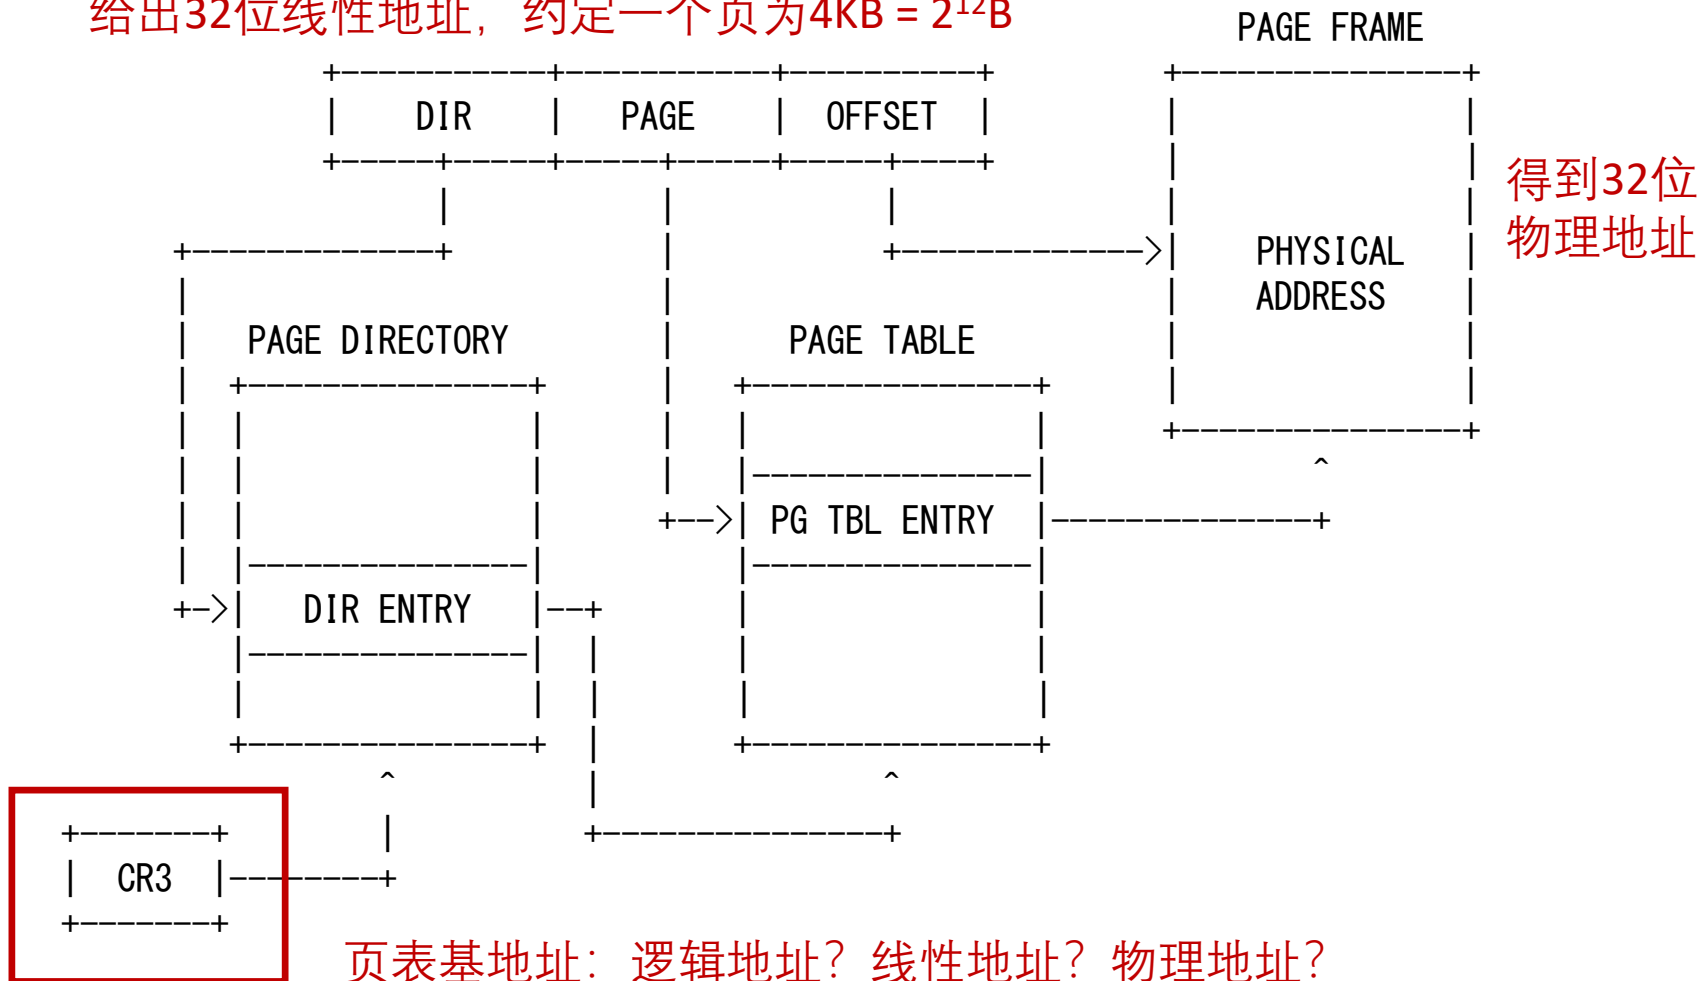 给出32位线性地址，约定一个页为4KB = 2¹²B
PAGE FRAME
DIR PAGE OFFSET
得到32位
物理地址
PHYSICAL
ADDRESS
PAGE DIRECTORY PAGE TABLE
PG TBL ENTRY
DIR ENTRY
CR3
页表基地址：逻辑地址？线性地址？物理地址？